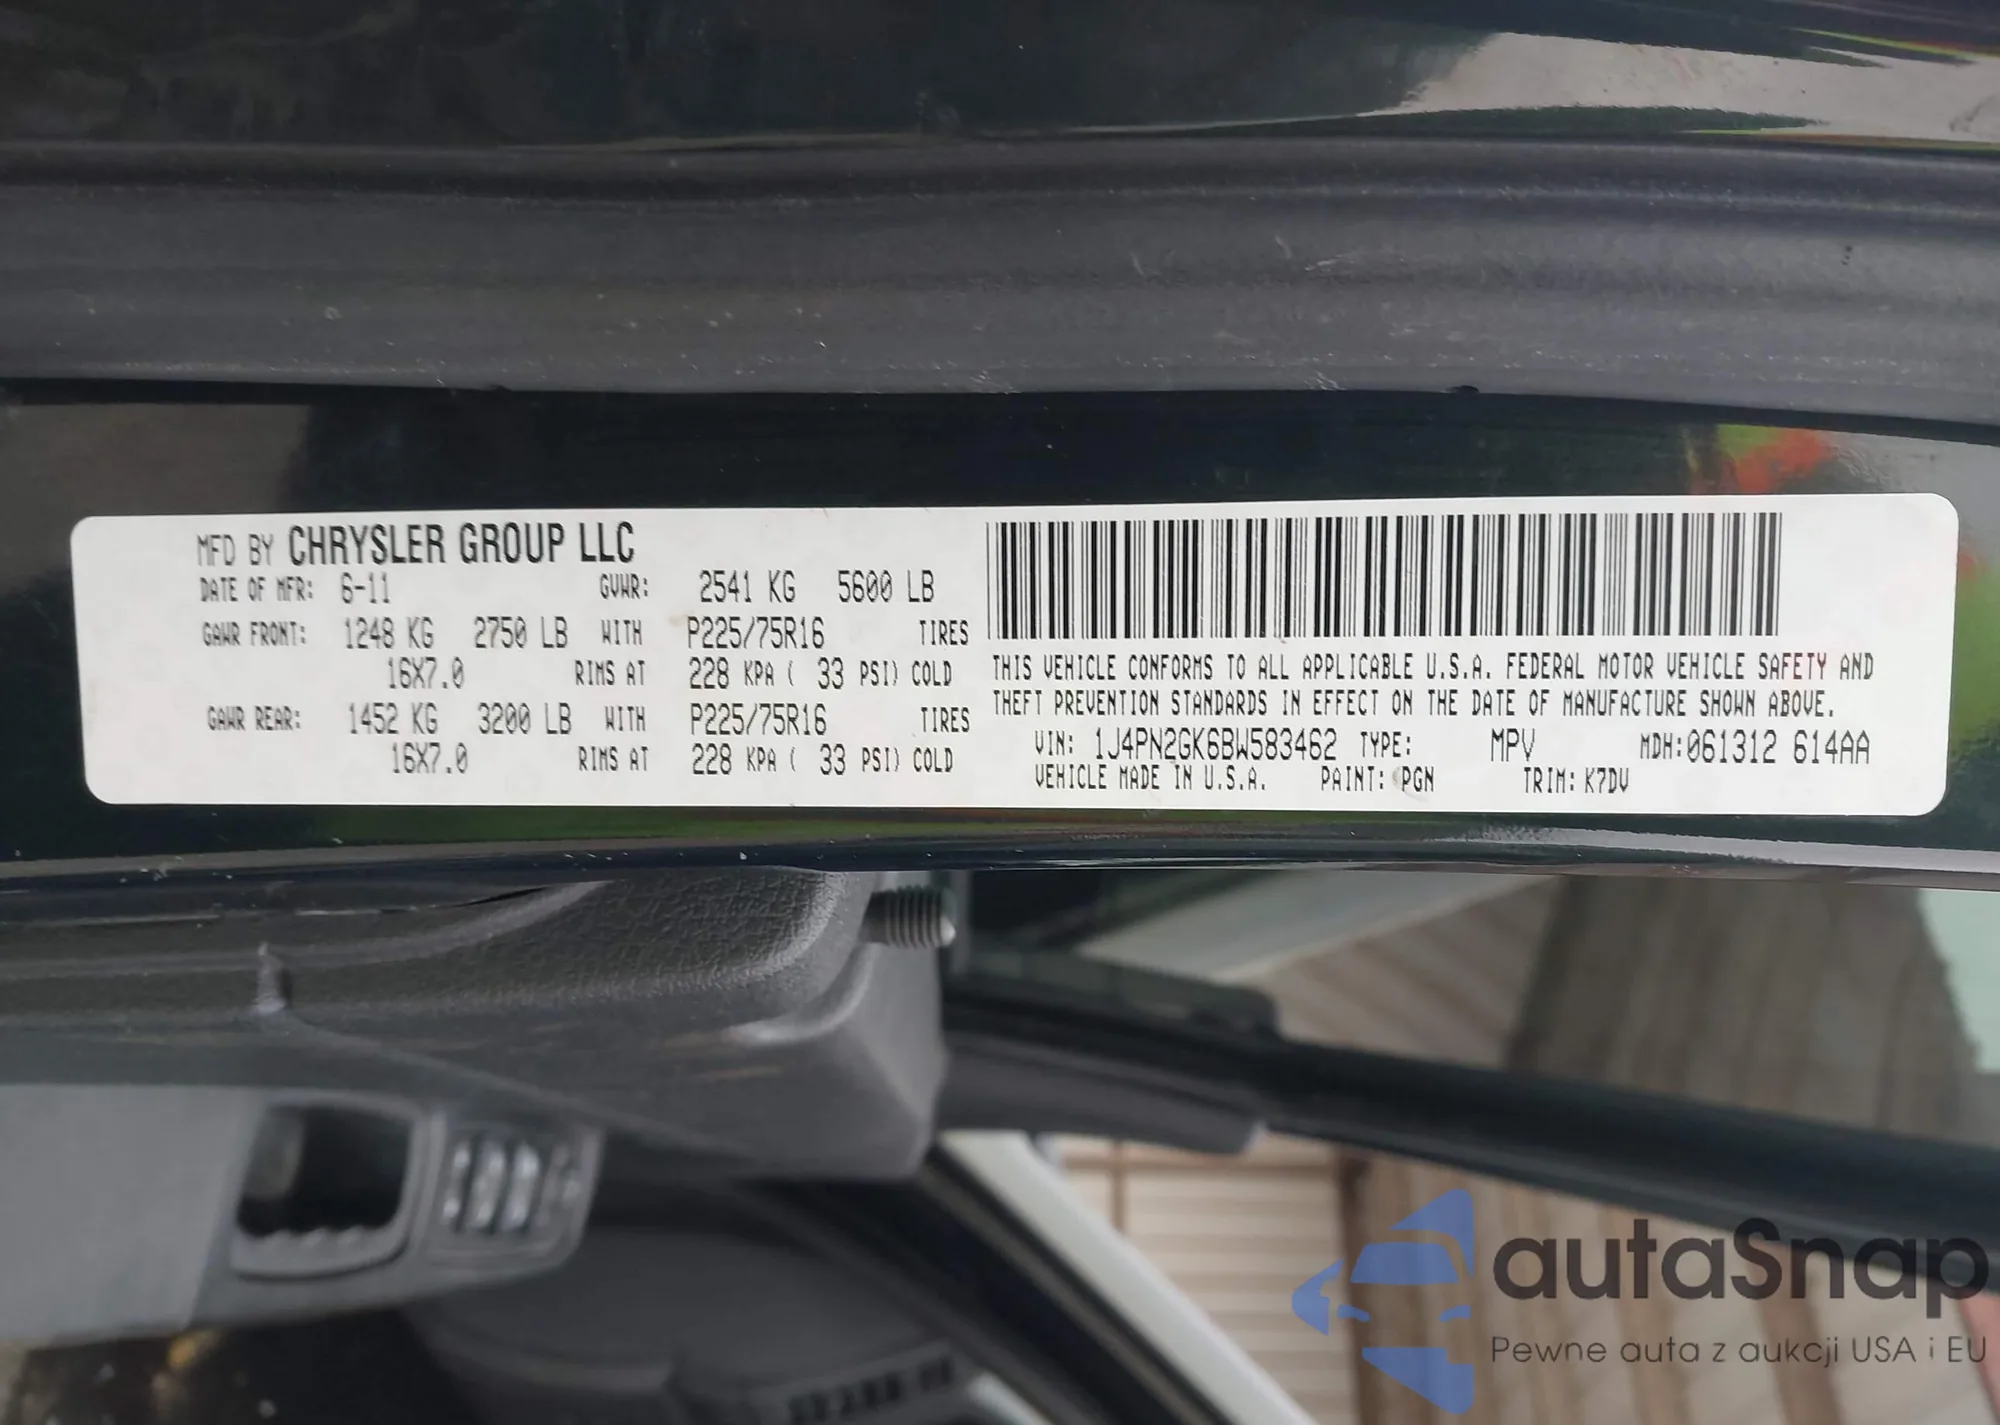 MFD BY CHRYSLER GROUP LLC
DATE OF MFR: 6-11 GVWR: 2541 KG 5600 LB
GAWR FRONT: 1248 KG 2750 LB WITH P225/75R16 TIRES
16X7.0 RIMS AT 228 KPA ( 33 PSI) COLD
GAWR REAR: 1452 KG 3200 LB WITH P225/75R16 TIRES
16X7.0 RIMS AT 228 KPA ( 33 PSI) COLD
THIS VEHICLE CONFORMS TO ALL APPLICABLE U.S.A. FEDERAL MOTOR VEHICLE SAFETY AND
THEFT PREVENTION STANDARDS IN EFFECT ON THE DATE OF MANUFACTURE SHOWN ABOVE.
VIN: 1J4PN2GK6BW583462 TYPE: MPV MDH:061312 614AA
VEHICLE MADE IN U.S.A. PAINT: PGN TRIM: K7DV
autaSnap
Pewne auta z aukcji USA i EU